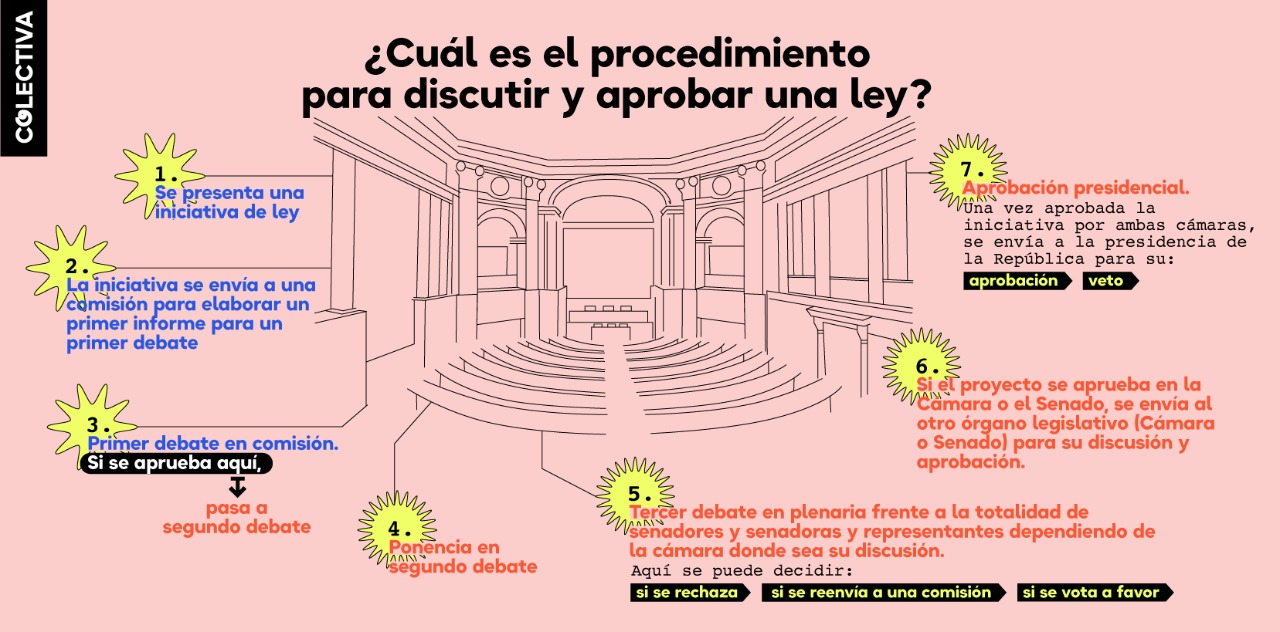 COLECTIVA
¿Cuál es el procedimiento
para discutir y aprobar una ley?
1.
Se presenta una
iniciativa de ley
2.
La iniciativa se envía a una
comisión para elaborar un
primer informe para un
primer debate
3.
Primer debate en comisión.
Si se aprueba aquí,
pasa a
segundo debate
4.
Ponencia en
segundo debate
5.
Tercer debate en plenaria frente a la totalidad de
senadores y senadoras y representantes dependiendo de
la cámara donde sea su discusión.
Aquí se puede decidir:
si se rechaza
si se reenvía a una comisión
si se vota a favor
6.
Si el proyecto se aprueba en la
Cámara o el Senado, se envía al
otro órgano legislativo (Cámara
o Senado) para su discusión y
aprobación.
7.
Aprobación presidencial.
Una vez aprobada la
iniciativa por ambas cámaras,
se envía a la presidencia de
la República para su:
aprobación
veto